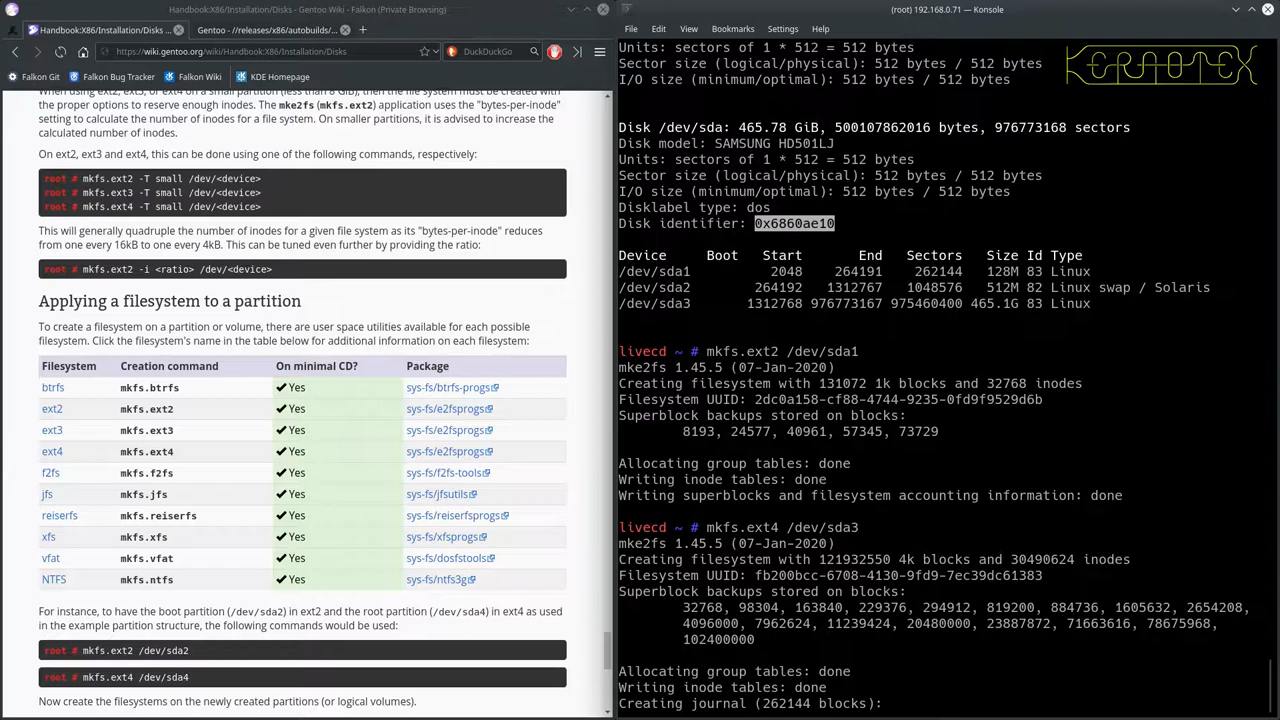 Handbook:X86/Installation/Disks - Gentoo Wiki - Falkon (Private Browsing)
Handbook:X86/Installation/Disks ...
Gentoo - //releases/x86/autobuilds/...
https://wiki.gentoo.org/wiki/Handbook:X86/Installation/Disks
DuckDuckGo
Falkon Git
Falkon Bug Tracker
Falkon Wiki
KDE Homepage
the proper options to reserve enough inodes. The mke2fs (mkfs.ext2) application uses the "bytes-per-inode"
setting to calculate the number of inodes for a file system. On smaller partitions, it is advised to increase the
calculated number of inodes.
On ext2, ext3 and ext4, this can be done using one of the following commands, respectively:
root # mkfs.ext2 -T small /dev/<device>
root # mkfs.ext3 -T small /dev/<device>
root # mkfs.ext4 -T small /dev/<device>
This will generally quadruple the number of inodes for a given file system as its "bytes-per-inode" reduces
from one every 16kB to one every 4kB. This can be tuned even further by providing the ratio:
root # mkfs.ext2 -i <ratio> /dev/<device>
Applying a filesystem to a partition
To create a filesystem on a partition or volume, there are user space utilities available for each possible
filesystem. Click the filesystem's name in the table below for additional information on each filesystem:
Filesystem Creation command On minimal CD? Package
btrfs mkfs.btrfs Yes sys-fs/btrfs-progs
ext2 mkfs.ext2 Yes sys-fs/e2fsprogs
ext3 mkfs.ext3 Yes sys-fs/e2fsprogs
ext4 mkfs.ext4 Yes sys-fs/e2fsprogs
f2fs mkfs.f2fs Yes sys-fs/f2fs-tools
jfs mkfs.jfs Yes sys-fs/jfsutils
reiserfs mkfs.reiserfs Yes sys-fs/reiserfsprogs
xfs mkfs.xfs Yes sys-fs/xfsprogs
vfat mkfs.vfat Yes sys-fs/dosfstools
NTFS mkfs.ntfs Yes sys-fs/ntfs3g
For instance, to have the boot partition (/dev/sda2) in ext2 and the root partition (/dev/sda4) in ext4 as used
in the example partition structure, the following commands would be used:
root # mkfs.ext2 /dev/sda2
root # mkfs.ext4 /dev/sda4
Now create the filesystems on the newly created partitions (or logical volumes).
(root) 192.168.0.71 — Konsole
File Edit View Bookmarks Settings Help
Units: sectors of 1 * 512 = 512 bytes
Sector size (logical/physical): 512 bytes / 512 bytes
I/O size (minimum/optimal): 512 bytes / 512 bytes
Disk /dev/sda: 465.78 GiB, 500107862016 bytes, 976773168 sectors
Disk model: SAMSUNG HD501LJ
Units: sectors of 1 * 512 = 512 bytes
Sector size (logical/physical): 512 bytes / 512 bytes
I/O size (minimum/optimal): 512 bytes / 512 bytes
Disklabel type: dos
Disk identifier: 0x6860ae10
Device Boot Start End Sectors Size Id Type
/dev/sda1 2048 264191 262144 128M 83 Linux
/dev/sda2 264192 1312767 1048576 512M 82 Linux swap / Solaris
/dev/sda3 1312768 976773167 975460400 465.1G 83 Linux
livecd ~ # mkfs.ext2 /dev/sda1
mke2fs 1.45.5 (07-Jan-2020)
Creating filesystem with 131072 1k blocks and 32768 inodes
Filesystem UUID: 2dc0a158-cf88-4744-9235-0fd9f9529d6b
Superblock backups stored on blocks:
8193, 24577, 40961, 57345, 73729
Allocating group tables: done
Writing inode tables: done
Writing superblocks and filesystem accounting information: done
livecd ~ # mkfs.ext4 /dev/sda3
mke2fs 1.45.5 (07-Jan-2020)
Creating filesystem with 121932550 4k blocks and 30490624 inodes
Filesystem UUID: fb200bcc-6708-4130-9fd9-7ec39dc61383
Superblock backups stored on blocks:
32768, 98304, 163840, 229376, 294912, 819200, 884736, 1605632, 2654208,
4096000, 7962624, 11239424, 20480000, 23887872, 71663616, 78675968,
102400000
Allocating group tables: done
Writing inode tables: done
Creating journal (262144 blocks):